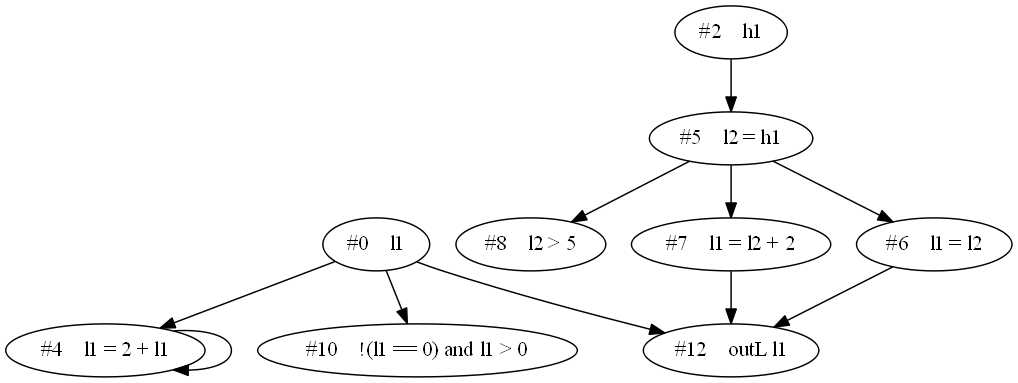 #2 h1
#5 l2 = h1
#0 l1
#8 l2 > 5
#7 l1 = l2 + 2
#6 l1 = l2
#4 l1 = 2 + l1
#10 !(l1 == 0) and l1 > 0
#12 outL l1